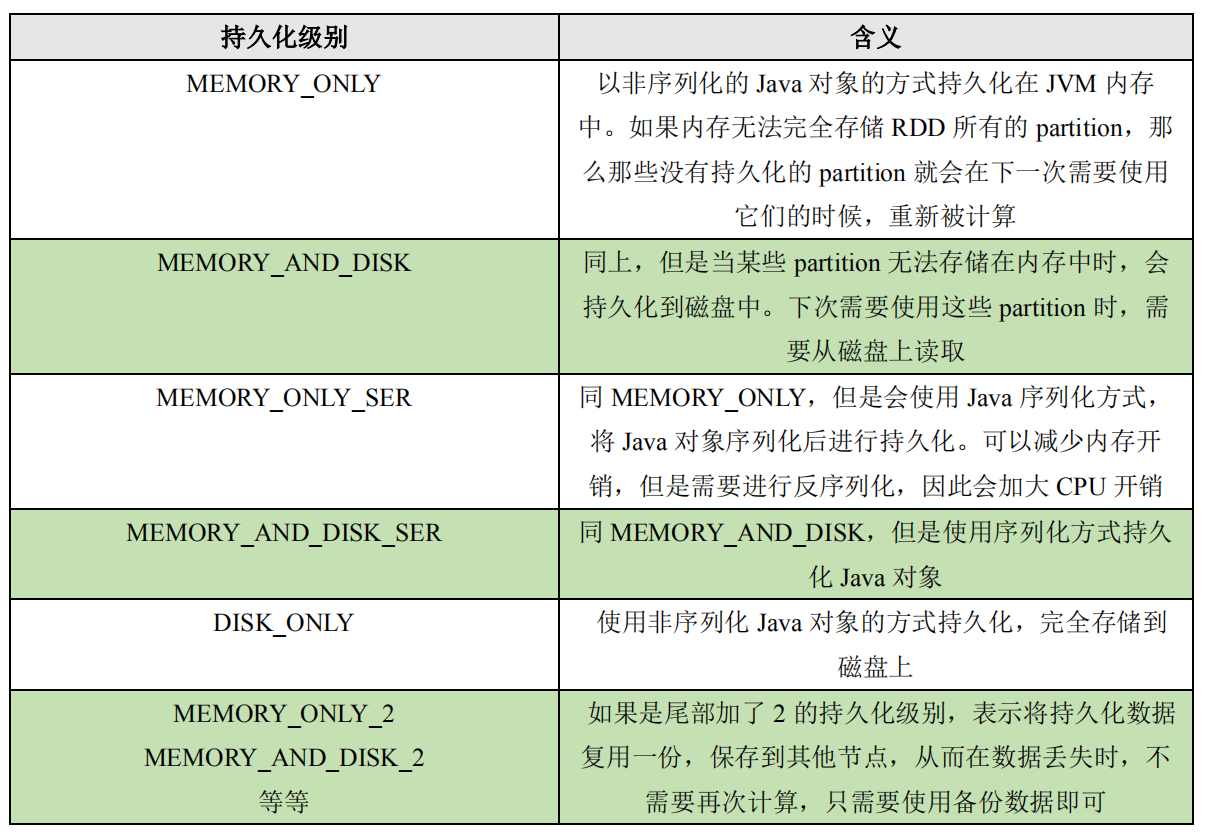 持久化级别
含义
MEMORY_ONLY
以非序列化的 Java 对象的方式持久化在 JVM 内存
中。如果内存无法完全存储 RDD 所有的 partition，那
么那些没有持久化的 partition 就会在下一次需要使用
它们的时候，重新被计算
MEMORY_AND_DISK
同上，但是当某些 partition 无法存储在内存中时，会
持久化到磁盘中。下次需要使用这些 partition 时，需
要从磁盘上读取
MEMORY_ONLY_SER
同 MEMORY_ONLY，但是会使用 Java 序列化方式，
将 Java 对象序列化后进行持久化。可以减少内存开
销，但是需要进行反序列化，因此会加大 CPU 开销
MEMORY_AND_DISK_SER
同 MEMORY_AND_DISK，但是使用序列化方式持久
化 Java 对象
DISK_ONLY
使用非序列化 Java 对象的方式持久化，完全存储到
磁盘上
MEMORY_ONLY_2
MEMORY_AND_DISK_2
等等
如果是尾部加了 2 的持久化级别，表示将持久化数据
复用一份，保存到其他节点，从而在数据丢失时，不
需要再次计算，只需要使用备份数据即可